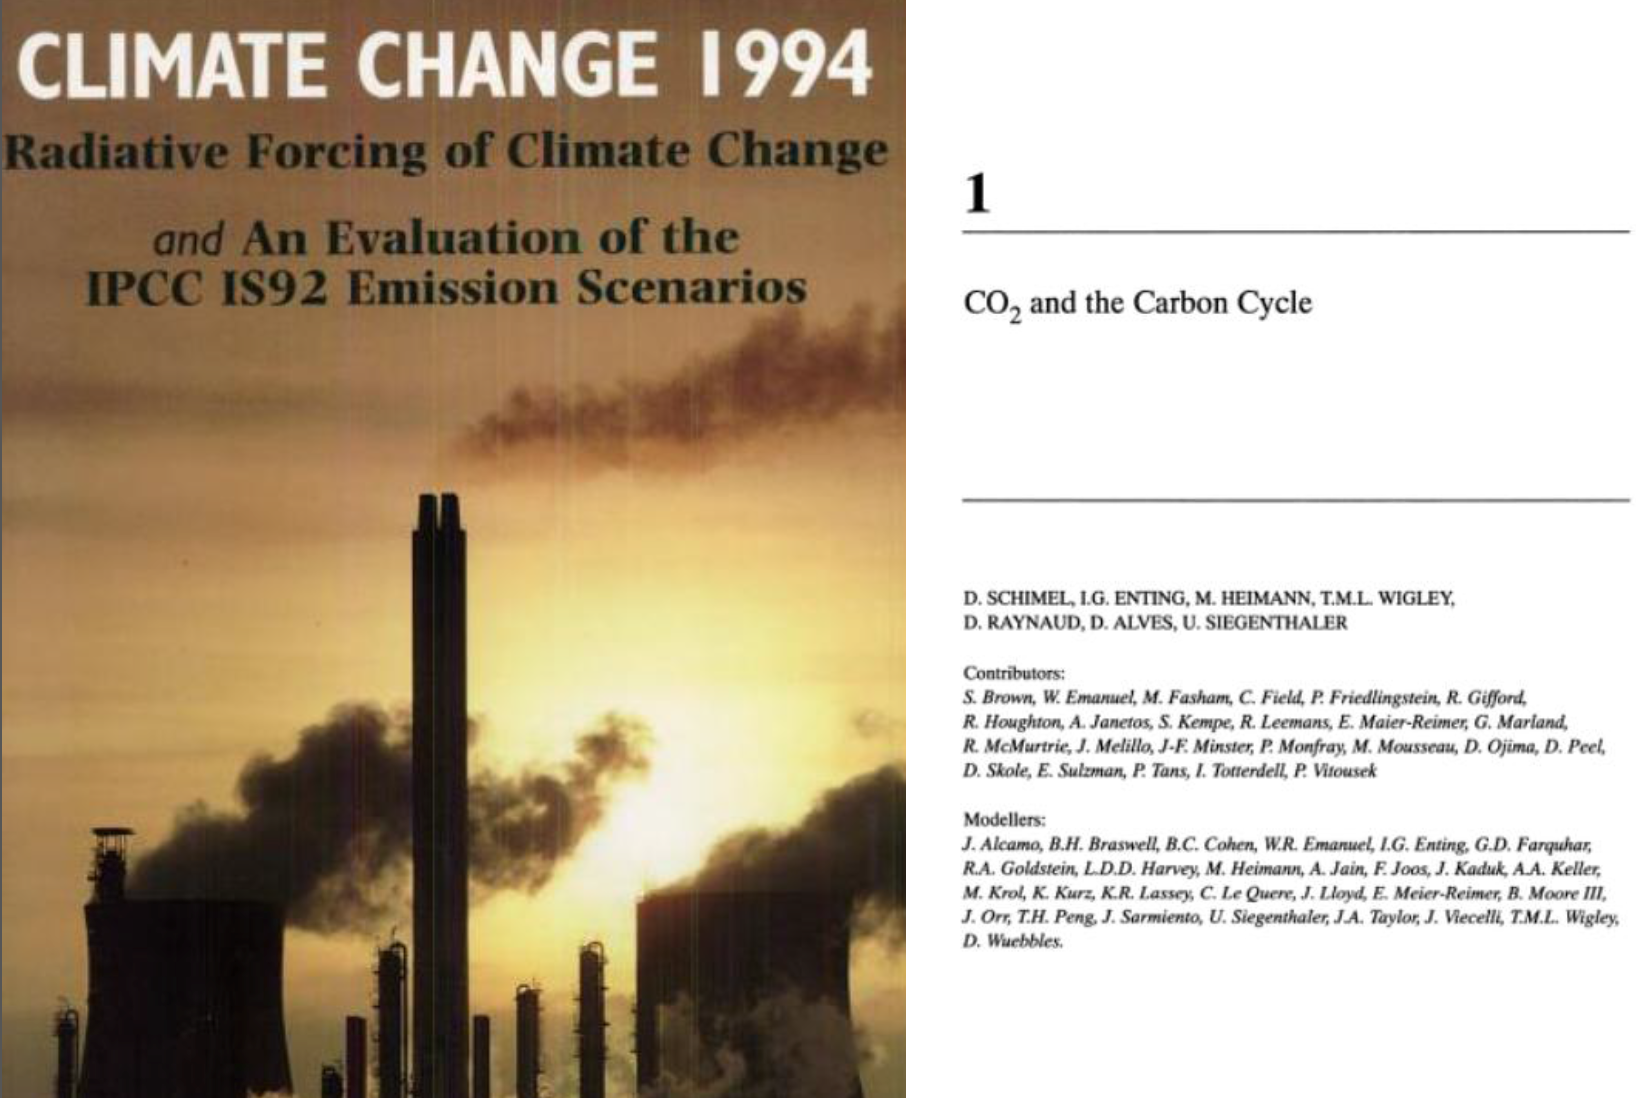 CLIMATE CHANGE 1994
Radiative Forcing of Climate Change
and An Evaluation of the
IPCC IS92 Emission Scenarios
1
CO₂ and the Carbon Cycle
D. SCHIMEL, I.G. ENTING, M. HEIMANN, T.M.L. WIGLEY,
D. RAYNAUD, D. ALVES, U. SIEGENTHALER
Contributors:
S. Brown, W. Emanuel, M. Fasham, C. Field, P. Friedlingstein, R. Gifford,
R. Houghton, A. Janetos, S. Kempe, R. Leemans, E. Maier-Reimer, G. Marland,
R. McMurtrie, J. Melillo, J-F. Minster, P. Monfray, M. Mousseau, D. Ojima, D. Peel,
D. Skole, E. Sulzman, P. Tans, I. Totterdell, P. Vitousek
Modellers:
J. Alcamo, B.H. Braswell, B.C. Cohen, W.R. Emanuel, I.G. Enting, G.D. Farquhar,
R.A. Goldstein, L.D.D. Harvey, M. Heimann, A. Jain, F. Joos, J. Kaduk, A.A. Keller,
M. Krol, K. Kurz, K.R. Lassey, C. Le Quere, J. Lloyd, E. Meier-Reimer, B. Moore III,
J. Orr, T.H. Peng, J. Sarmiento, U. Siegenthaler, J.A. Taylor, J. Viecelli, T.M.L. Wigley,
D. Wuebbles.